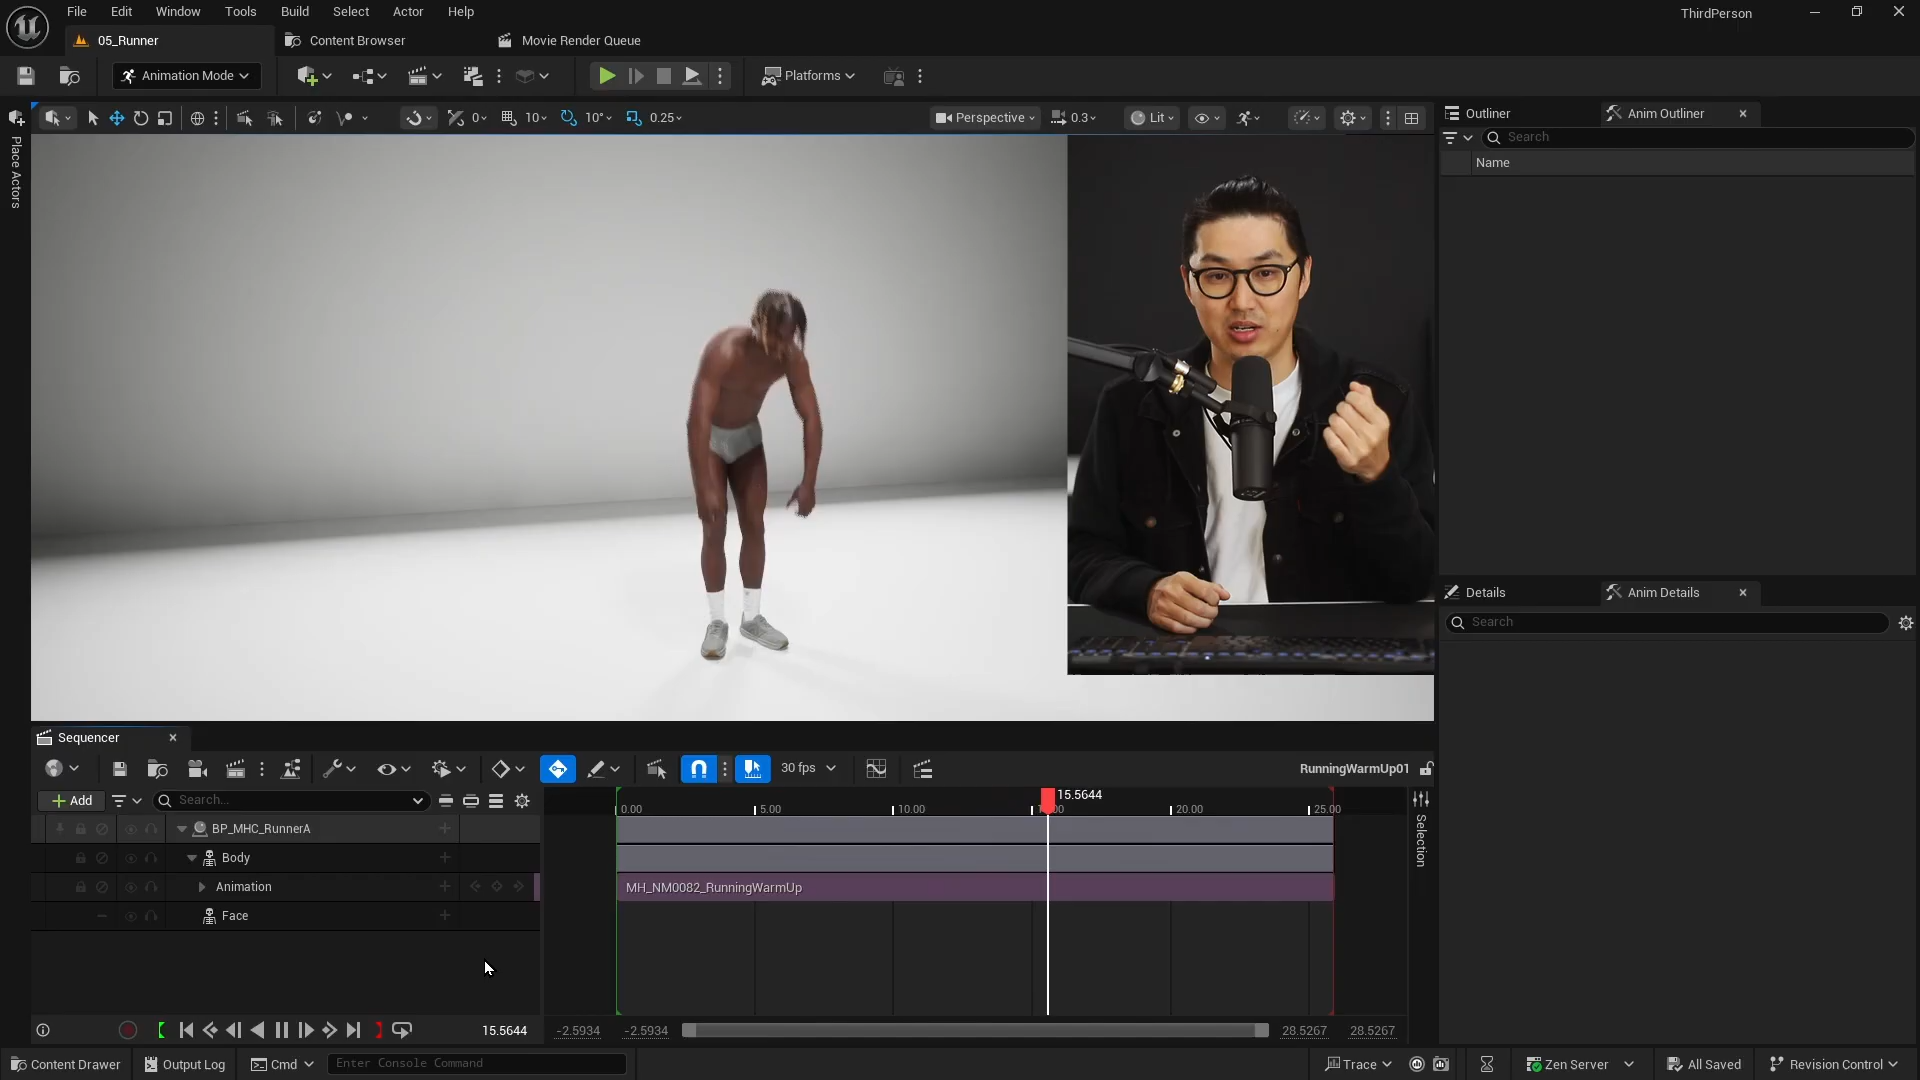 File Edit Window Tools Build Select Actor Help
ThirdPerson
05_Runner
Content Browser
Movie Render Queue
Animation Mode
Platforms
0
10
10°
0.25
Perspective
0.3
Lit
Place Actors
Outliner
Anim Outliner
Search
Name
Details
Anim Details
Search
Sequencer
30 fps
RunningWarmUp01
Add
Search...
0.00
5.00
10.00
15.5644
20.00
25.00
BP_MHC_RunnerA
Body
Animation
MH_NM0082_RunningWarmUp
Face
Selection
15.5644
-2.5934
-2.5934
28.5267
28.5267
Content Drawer
Output Log
Cmd
Enter Console Command
Trace
Zen Server
All Saved
Revision Control